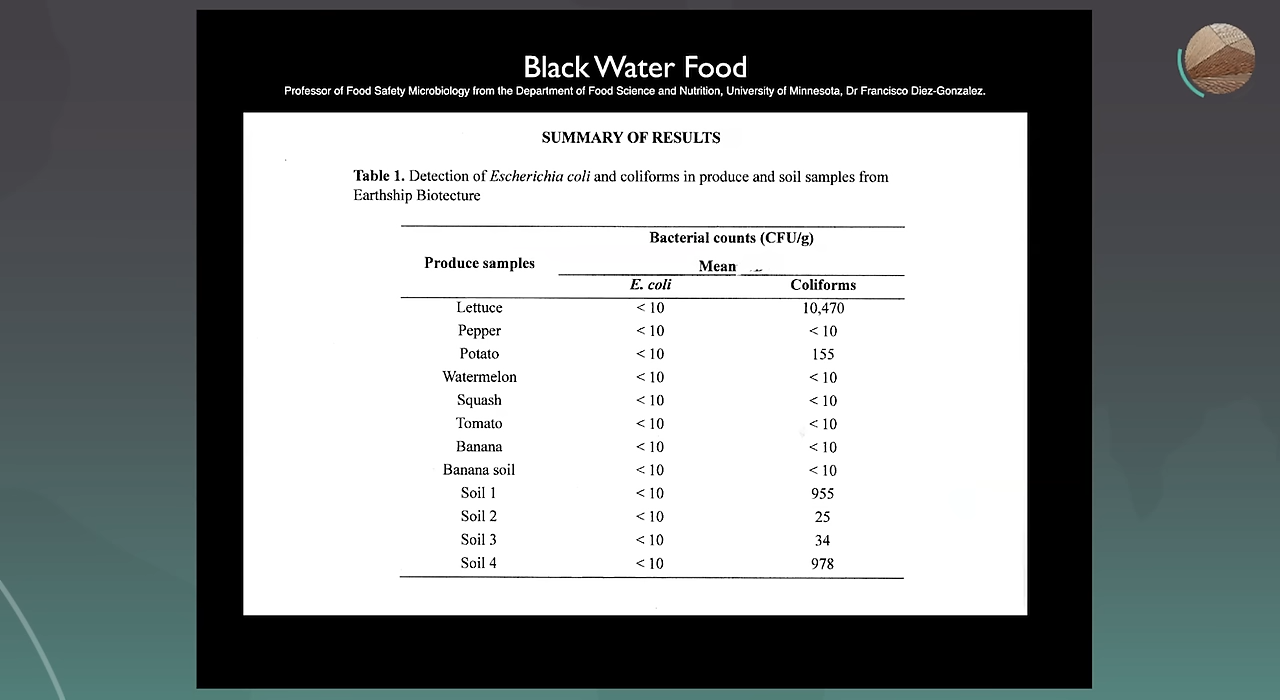 Black Water Food
Professor of Food Safety Microbiology from the Department of Food Science and Nutrition, University of Minnesota, Dr Francisco Diez-Gonzalez.
SUMMARY OF RESULTS
Table 1. Detection of Escherichia coli and coliforms in produce and soil samples from
Earthship Biotecture
Bacterial counts (CFU/g)
Produce samples Mean
E. coli Coliforms
Lettuce < 10 10,470
Pepper < 10 < 10
Potato < 10 155
Watermelon < 10 < 10
Squash < 10 < 10
Tomato < 10 < 10
Banana < 10 < 10
Banana soil < 10 < 10
Soil 1 < 10 955
Soil 2 < 10 25
Soil 3 < 10 34
Soil 4 < 10 978